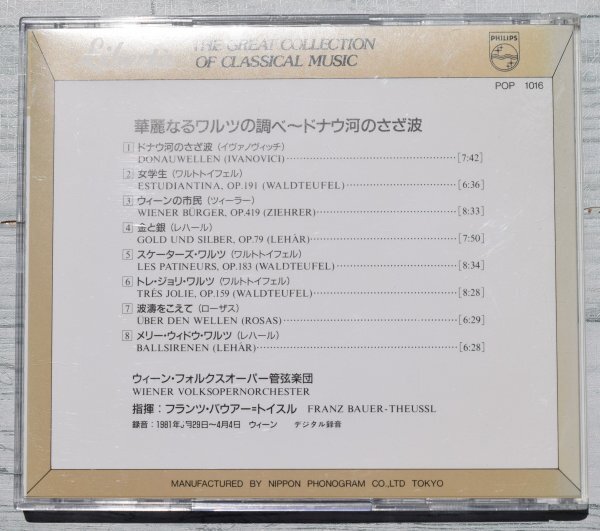 THE GREAT COLLECTION
OF CLASSICAL MUSIC
PHILIPS
POP 1016
華麗なるワルツの調べ〜ドナウ河のさざ波
1 ドナウ河のさざ波 (イヴァノヴィッチ)
DONAUWELLEN (IVANOVICI) [7:42]
2 女学生 (ワルトトイフェル)
ESTUDIANTINA, OP.191 (WALDTEUFEL) [6:36]
3 ウィーンの市民 (ツィーラー)
WIENER BÜRGER, OP.419 (ZIEHRER) [8:33]
4 金と銀 (レハール)
GOLD UND SILBER, OP.79 (LEHÁR) [7:50]
5 スケーターズ・ワルツ (ワルトトイフェル)
LES PATINEURS, OP.183 (WALDTEUFEL) [8:34]
6 トレ・ジョリ・ワルツ (ワルトトイフェル)
TRÉS JOLIE, OP.159 (WALDTEUFEL) [8:28]
7 波濤をこえて (ローザス)
ÜBER DEN WELLEN (ROSAS) [6:29]
8 メリー・ウィドウ・ワルツ (レハール)
BALLSIRENEN (LEHÁR) [6:28]
ウィーン・フォルクスオーパー管弦楽団
WIENER VOLKSOPERNORCHESTER
指揮：フランツ・バウアー=トイスル FRANZ BAUER-THEUSSL
録音：1981年 月29日〜4月4日 ウィーン デジタル録音
MANUFACTURED BY NIPPON PHONOGRAM CO.,LTD TOKYO